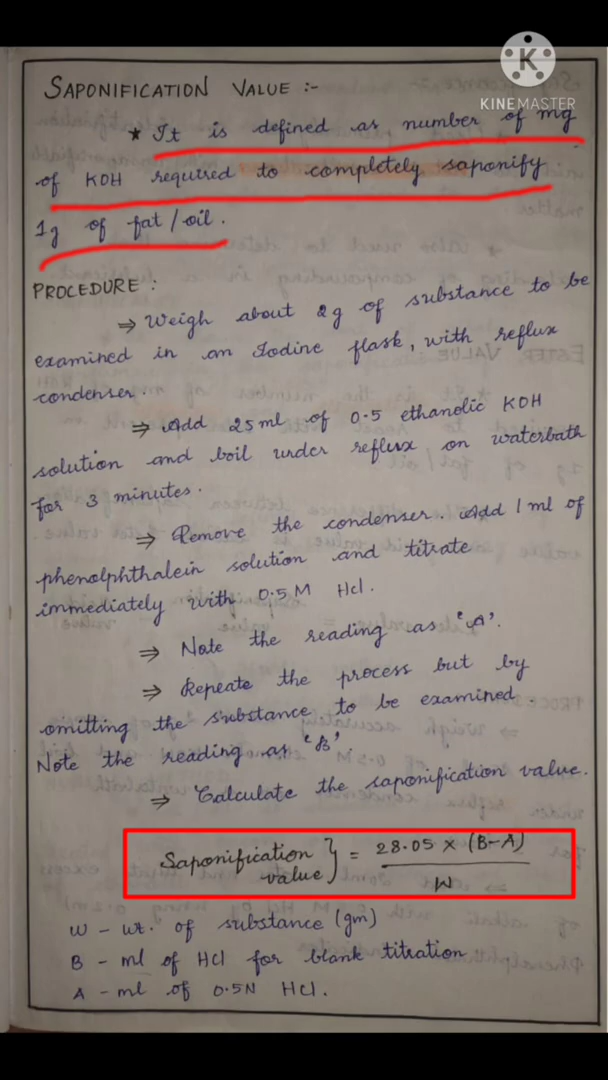 KINEMASTER
SAPONIFICATION VALUE :-
* It is defined as number of mg
of KOH required to completely saponify
1g of fat/oil.
PROCEDURE :
⇒ Weigh about 2g of substance to be
examined in an Iodine flask, with reflux
condenser.
⇒ Add 25ml of 0.5 ethanolic KOH
solution and boil under reflux on waterbath
for 3 minutes.
⇒ Remove the condenser. Add 1 ml of
phenolphthalein solution and titrate
immediately with 0.5 M Hcl.
⇒ Note the reading as 'A'.
⇒ Repeate the process but by
omitting the substance to be examined.
Note the reading as 'B'.
⇒ Calculate the saponification value.
Saponification value } = 28.05 × (B-A) / W
W - wt. of substance (gm)
B - ml of HCl for blank titration
A - ml of 0.5N HCl.